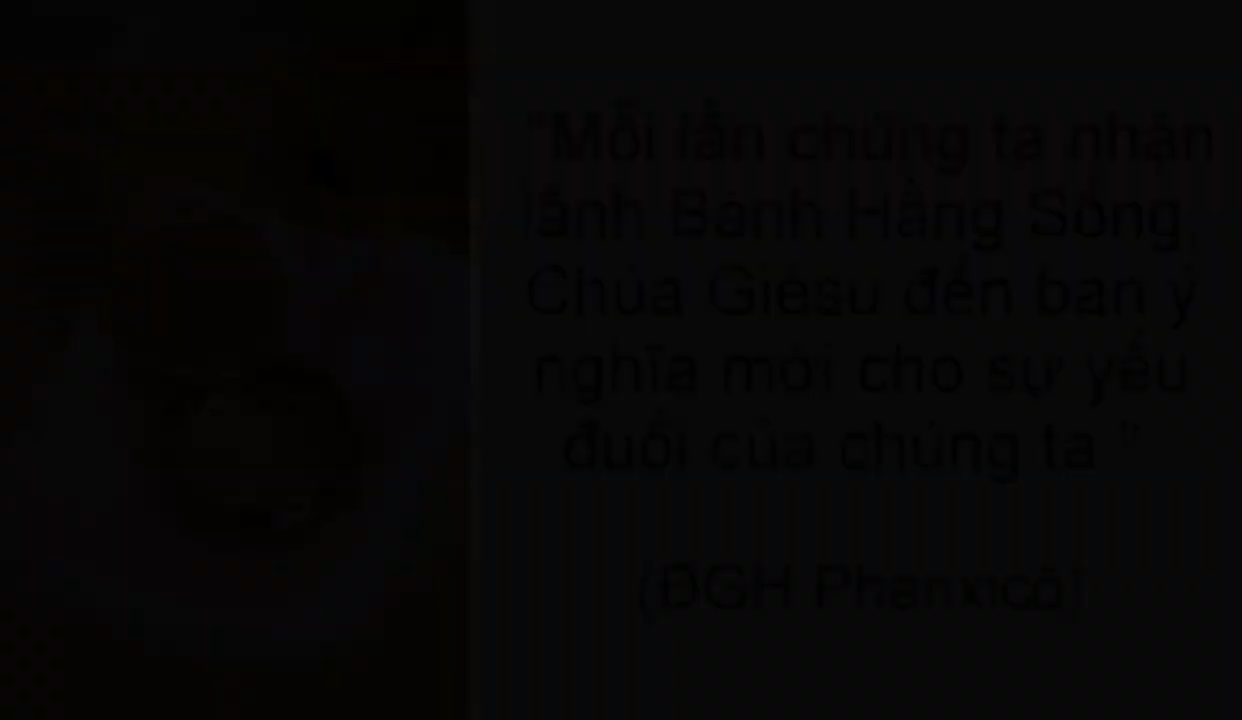 "Mỗi lần chúng ta nhận
lãnh Bánh Hằng Sống,
Chúa Giêsu đến ban ý
nghĩa mới cho sự yếu
đuối của chúng ta."
(ĐGH Phanxicô)